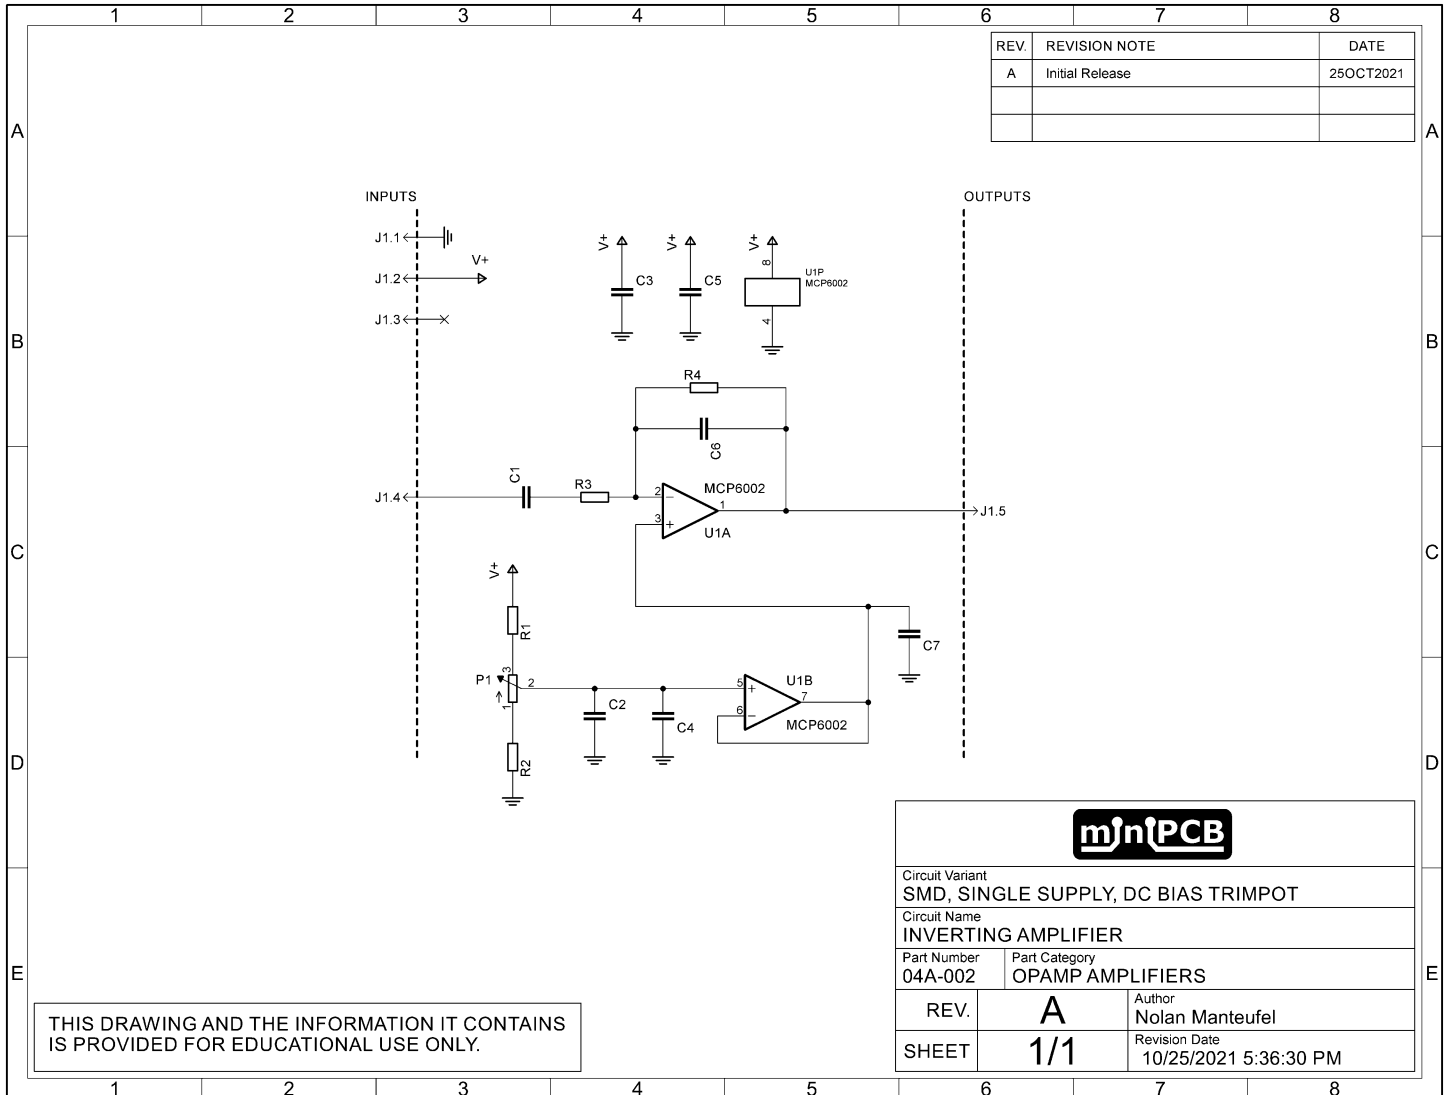 1 2 3 4 5 6 7 8
REV. REVISION NOTE DATE
A Initial Release 25OCT2021
A A
INPUTS OUTPUTS
J1.1
V+ V+ V+
V+
J1.2
C3 C5
8
U1P
MCP6002
J1.3
4
B B
R4
C6
C1
R3
J1.4
2
MCP6002
1
3
J1.5
U1A
C C
V+
R1
C7
P1
3
2
1
C2
C4
5
U1B
7
6
MCP6002
R2
D D
miniPCB
Circuit Variant
SMD, SINGLE SUPPLY, DC BIAS TRIMPOT
Circuit Name
INVERTING AMPLIFIER
Part Number Part Category
04A-002 OPAMP AMPLIFIERS
E E
REV. A Author
Nolan Manteufel
SHEET 1/1 Revision Date
10/25/2021 5:36:30 PM
THIS DRAWING AND THE INFORMATION IT CONTAINS
IS PROVIDED FOR EDUCATIONAL USE ONLY.
1 2 3 4 5 6 7 8